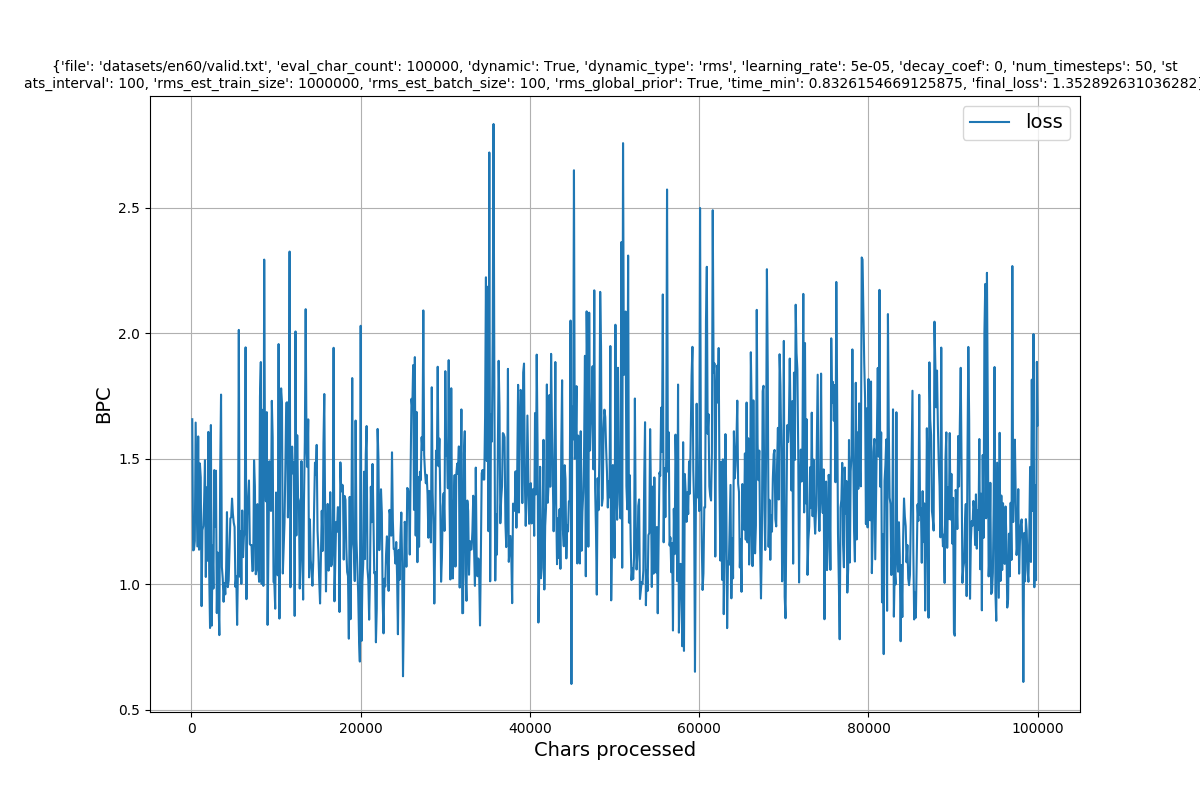 {'file': 'datasets/en60/valid.txt', 'eval_char_count': 100000, 'dynamic': True, 'dynamic_type': 'rms', 'learning_rate': 5e-05, 'decay_coef': 0, 'num_timesteps': 50, 'st
ats_interval': 100, 'rms_est_train_size': 1000000, 'rms_est_batch_size': 100, 'rms_global_prior': True, 'time_min': 0.8326154669125875, 'final_loss': 1.352892631036282}
loss
2.5
2.0
1.5
1.0
0.5
BPC
0 20000 40000 60000 80000 100000
Chars processed